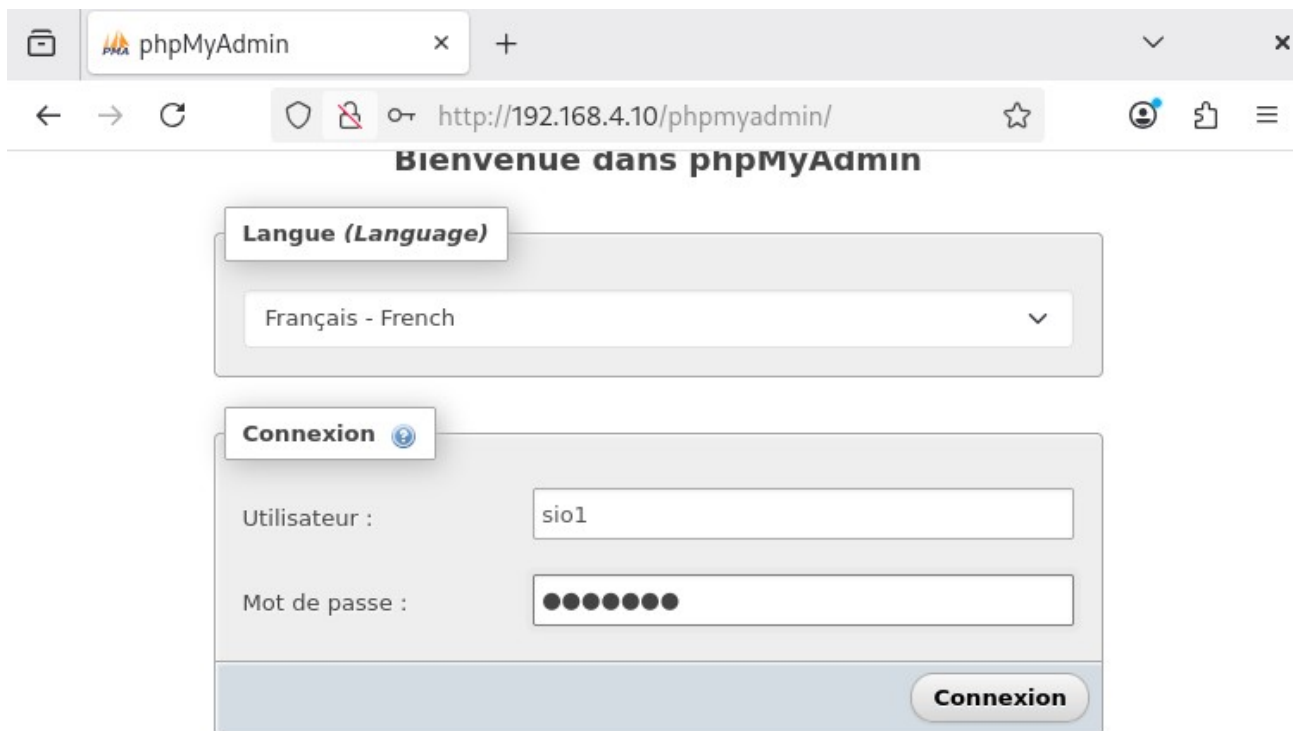 PMA phpMyAdmin
http://192.168.4.10/phpmyadmin/
Bienvenue dans phpMyAdmin
Langue (Language)
Français - French
Connexion
Utilisateur :
sio1
Mot de passe :
Connexion